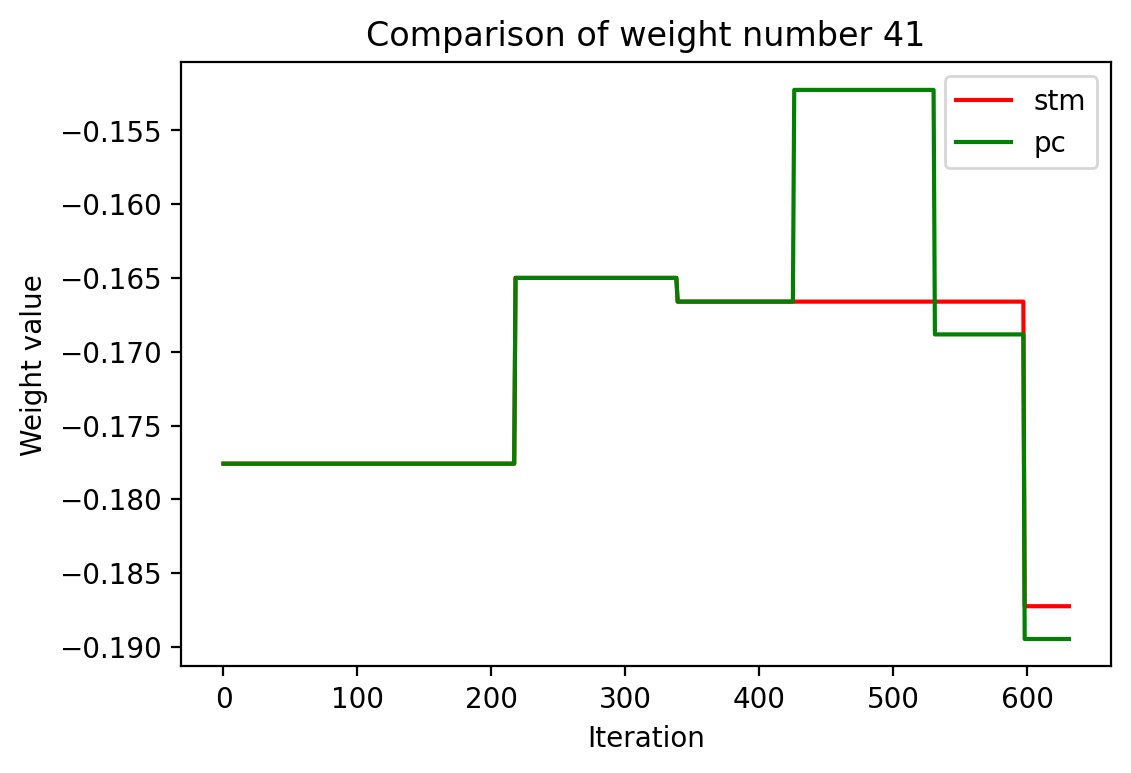 Comparison of weight number 41
stm
pc
−0.155
−0.160
−0.165
−0.170
−0.175
−0.180
−0.185
−0.190
Weight value
0 100 200 300 400 500 600
Iteration